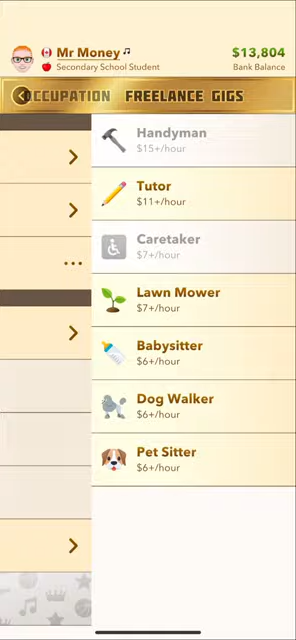 Mr Money
$13,804
Secondary School Student
Bank Balance
OCCUPATION
FREELANCE GIGS
Handyman
$15+/hour
Tutor
$11+/hour
Caretaker
$7+/hour
Lawn Mower
$7+/hour
Babysitter
$6+/hour
Dog Walker
$6+/hour
Pet Sitter
$6+/hour